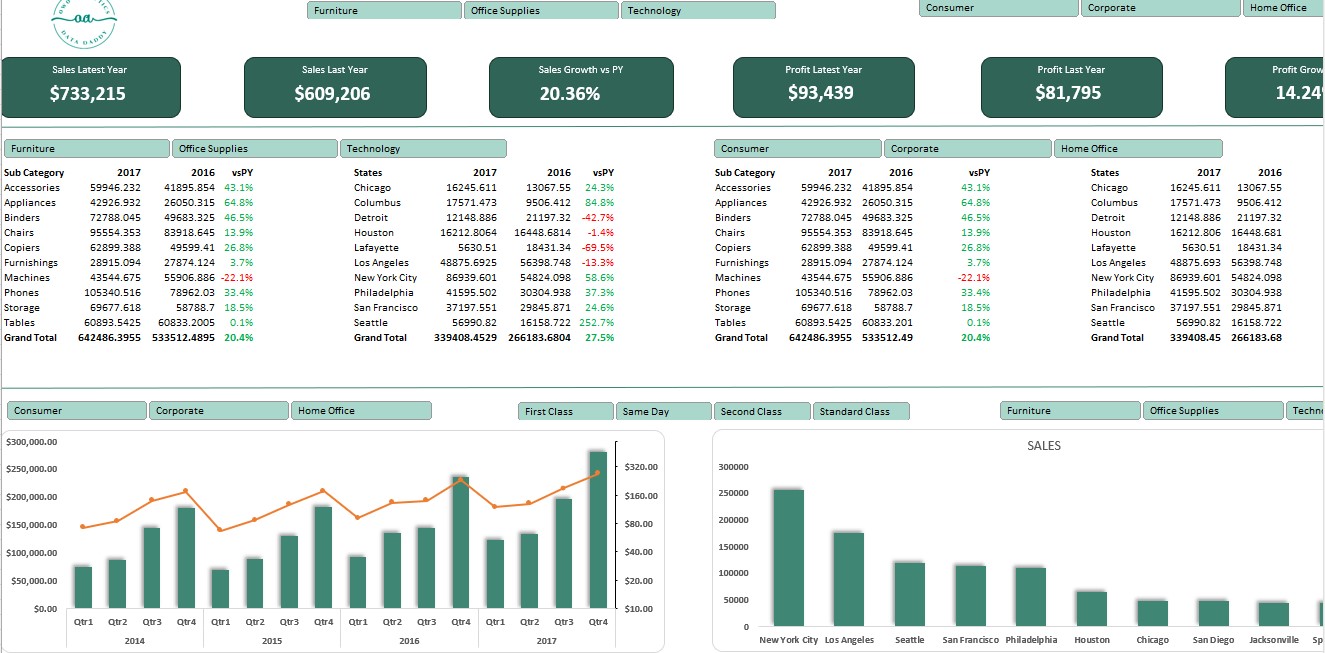 OWO ANALYTICS
oa
DATA DADDY
Furniture Office Supplies Technology
Consumer Corporate Home Office
Sales Latest Year
$733,215
Sales Last Year
$609,206
Sales Growth vs PY
20.36%
Profit Latest Year
$93,439
Profit Last Year
$81,795
Profit Grow
14.24
Furniture Office Supplies Technology
Consumer Corporate Home Office
Sub Category 2017 2016 vsPY
Accessories 59946.232 41895.854 43.1%
Appliances 42926.932 26050.315 64.8%
Binders 72788.045 49683.325 46.5%
Chairs 95554.353 83918.645 13.9%
Copiers 62899.388 49599.41 26.8%
Furnishings 28915.094 27874.124 3.7%
Machines 43544.675 55906.886 -22.1%
Phones 105340.516 78962.03 33.4%
Storage 69677.618 58788.7 18.5%
Tables 60893.5425 60833.2005 0.1%
Grand Total 642486.3955 533512.4895 20.4%
States 2017 2016 vsPY
Chicago 16245.611 13067.55 24.3%
Columbus 17571.473 9506.412 84.8%
Detroit 12148.886 21197.32 -42.7%
Houston 16212.8064 16448.6814 -1.4%
Lafayette 5630.51 18431.34 -69.5%
Los Angeles 48875.6925 56398.748 -13.3%
New York City 86939.601 54824.098 58.6%
Philadelphia 41595.502 30304.938 37.3%
San Francisco 37197.551 29845.871 24.6%
Seattle 56990.82 16158.722 252.7%
Grand Total 339408.4529 266183.6804 27.5%
Sub Category 2017 2016 vsPY
Accessories 59946.232 41895.854 43.1%
Appliances 42926.932 26050.315 64.8%
Binders 72788.045 49683.325 46.5%
Chairs 95554.353 83918.645 13.9%
Copiers 62899.388 49599.41 26.8%
Furnishings 28915.094 27874.124 3.7%
Machines 43544.675 55906.886 -22.1%
Phones 105340.516 78962.03 33.4%
Storage 69677.618 58788.7 18.5%
Tables 60893.5425 60833.201 0.1%
Grand Total 642486.3955 533512.49 20.4%
States 2017 2016
Chicago 16245.611 13067.55
Columbus 17571.473 9506.412
Detroit 12148.886 21197.32
Houston 16212.806 16448.681
Lafayette 5630.51 18431.34
Los Angeles 48875.693 56398.748
New York City 86939.601 54824.098
Philadelphia 41595.502 30304.938
San Francisco 37197.551 29845.871
Seattle 56990.82 16158.722
Grand Total 339408.45 266183.68
Consumer Corporate Home Office
First Class Same Day Second Class Standard Class
Furniture Office Supplies Techn
$300,000.00
$250,000.00
$200,000.00
$150,000.00
$100,000.00
$50,000.00
$0.00
$320.00
$160.00
$80.00
$40.00
$20.00
$10.00
Qtr1 Qtr2 Qtr3 Qtr4 Qtr1 Qtr2 Qtr3 Qtr4 Qtr1 Qtr2 Qtr3 Qtr4 Qtr1 Qtr2 Qtr3 Qtr4
2014 2015 2016 2017
SALES
300000
250000
200000
150000
100000
50000
0
New York City Los Angeles Seattle San Francisco Philadelphia Houston Chicago San Diego Jacksonville Sp